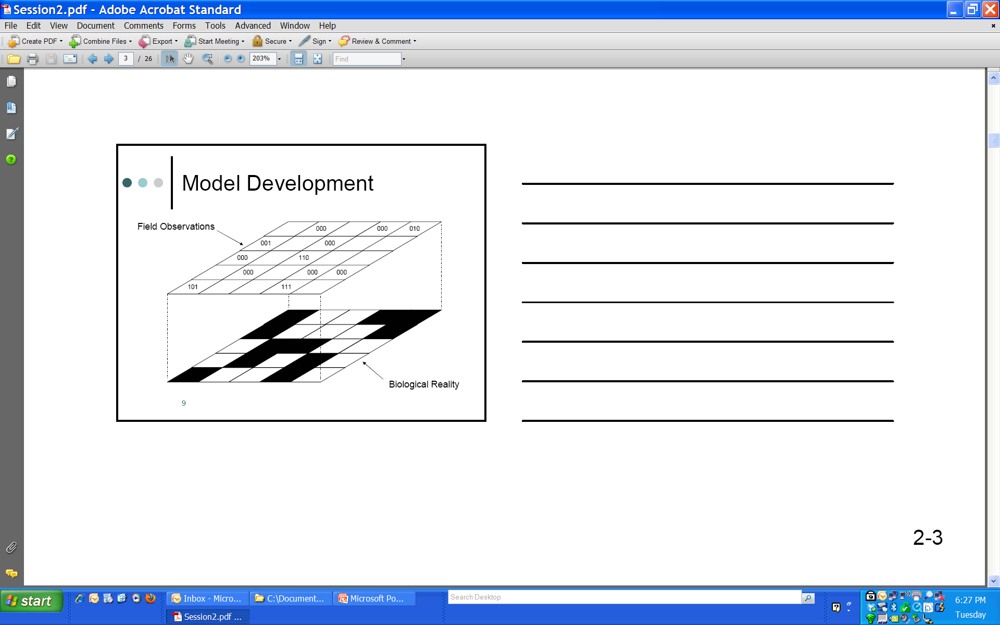 Session2.pdf - Adobe Acrobat Standard
File Edit View Document Comments Forms Tools Advanced Window Help
Create PDF Combine Files Export Start Meeting Secure Sign Review & Comment
3 / 26 203% Find
Model Development
Field Observations
000 000 010
001 000
000 110
000 000 000
101 111
Biological Reality
9
2-3
start Inbox - Micro... C:\Document... Microsoft Po... Search Desktop 6:27 PM
Session2.pdf ... Tuesday